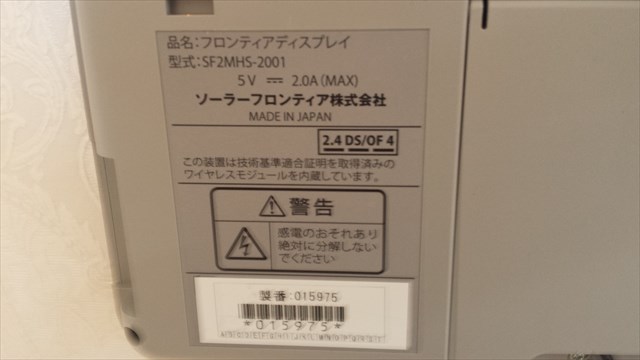 品名：フロンティアディスプレイ
型式：SF2MHS-2001
5V ⎓ 2.0A(MAX)
ソーラーフロンティア株式会社
MADE IN JAPAN
2.4 DS/OF 4
この装置は技術基準適合証明を取得済みの
ワイヤレスモジュールを内蔵しています。
⚠ 警告
感電のおそれあり
絶対に分解しない
でください
製番：015975
*015975*